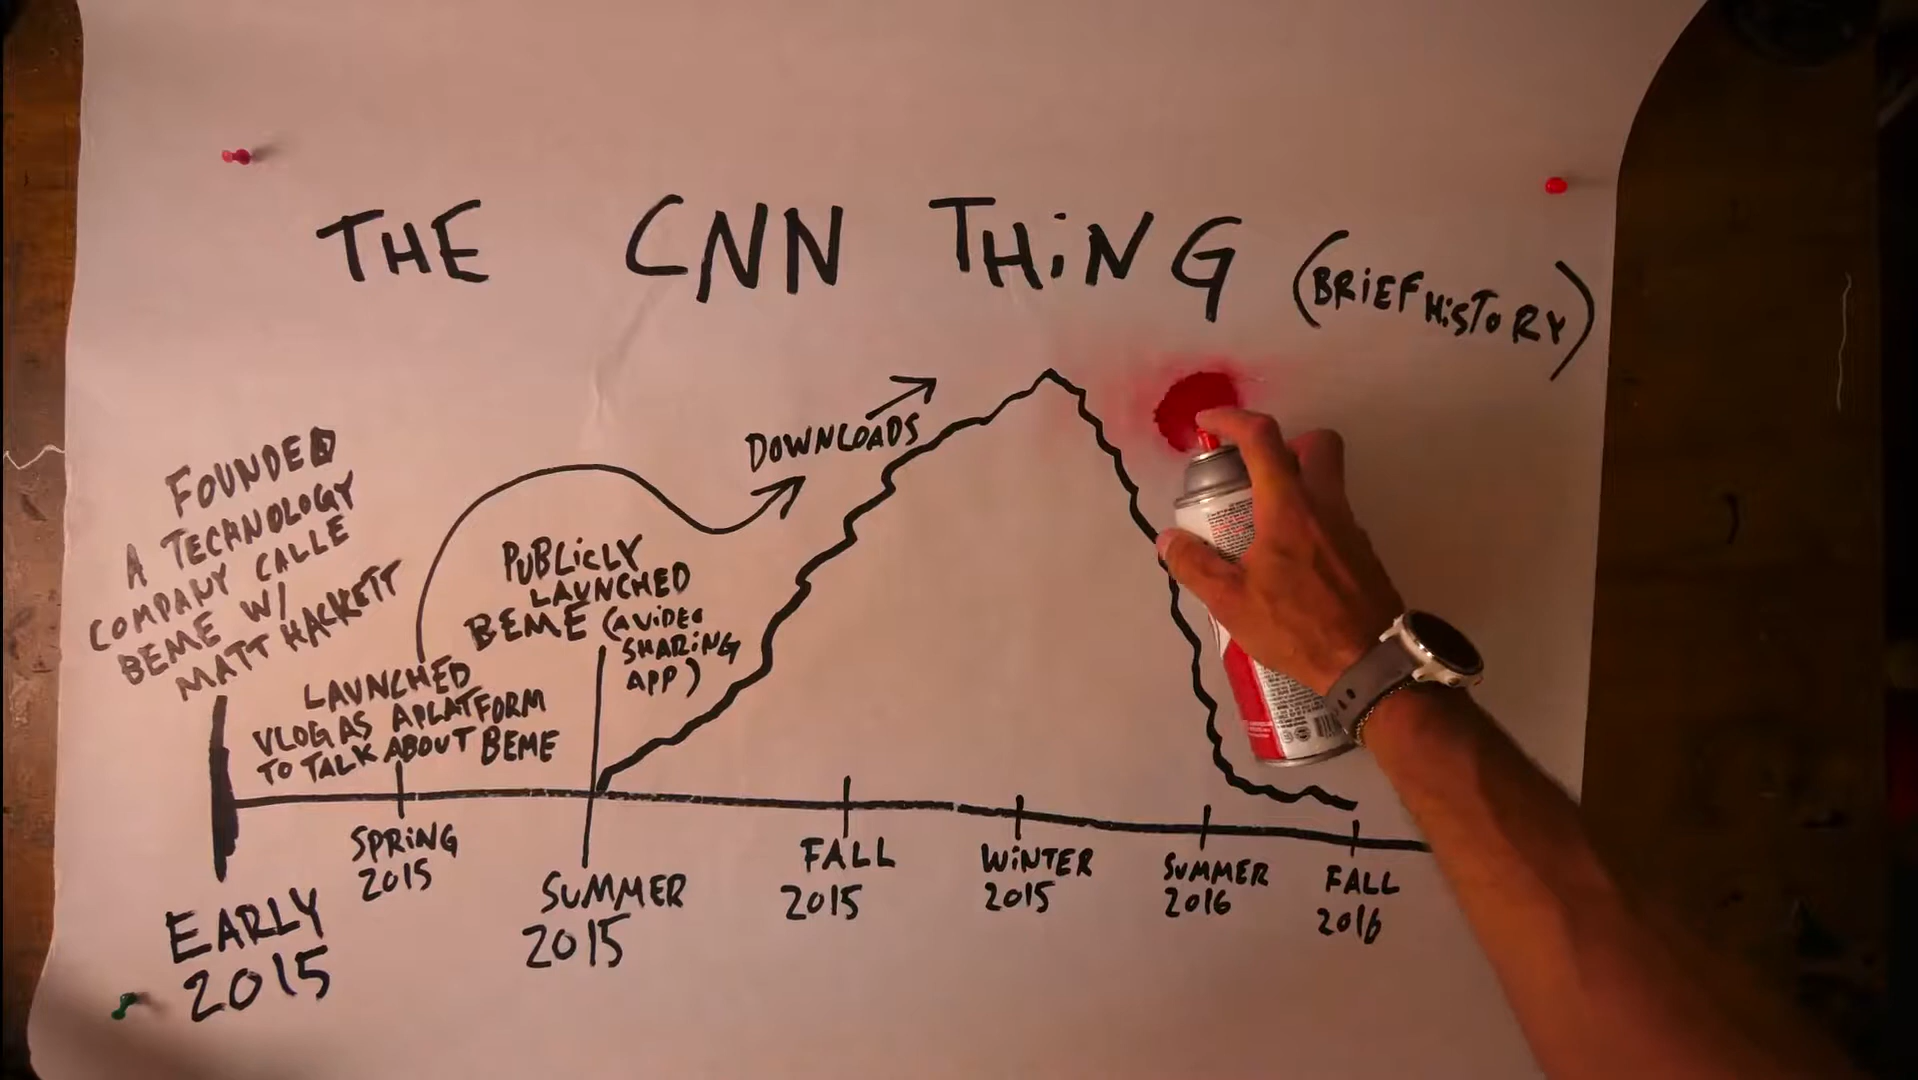 THE CNN THiNG (BRiEF HiSTORY)
FOUNDED
A TECHNOLOGY
COMPANY CALLE
BEME W/
MATT HACKETT
LAUNCHED
VLOG AS A PLATFORM
TO TALK ABOUT BEME
PUBLiCLY
LAUNCHED
BEME (A ViDEO
SHARiNG
APP)
DOWNLOADS
EARLY
2015
SPRiNG
2015
SUMMER
2015
FALL
2015
WiNTER
2015
SUMMER
2016
FALL
2016